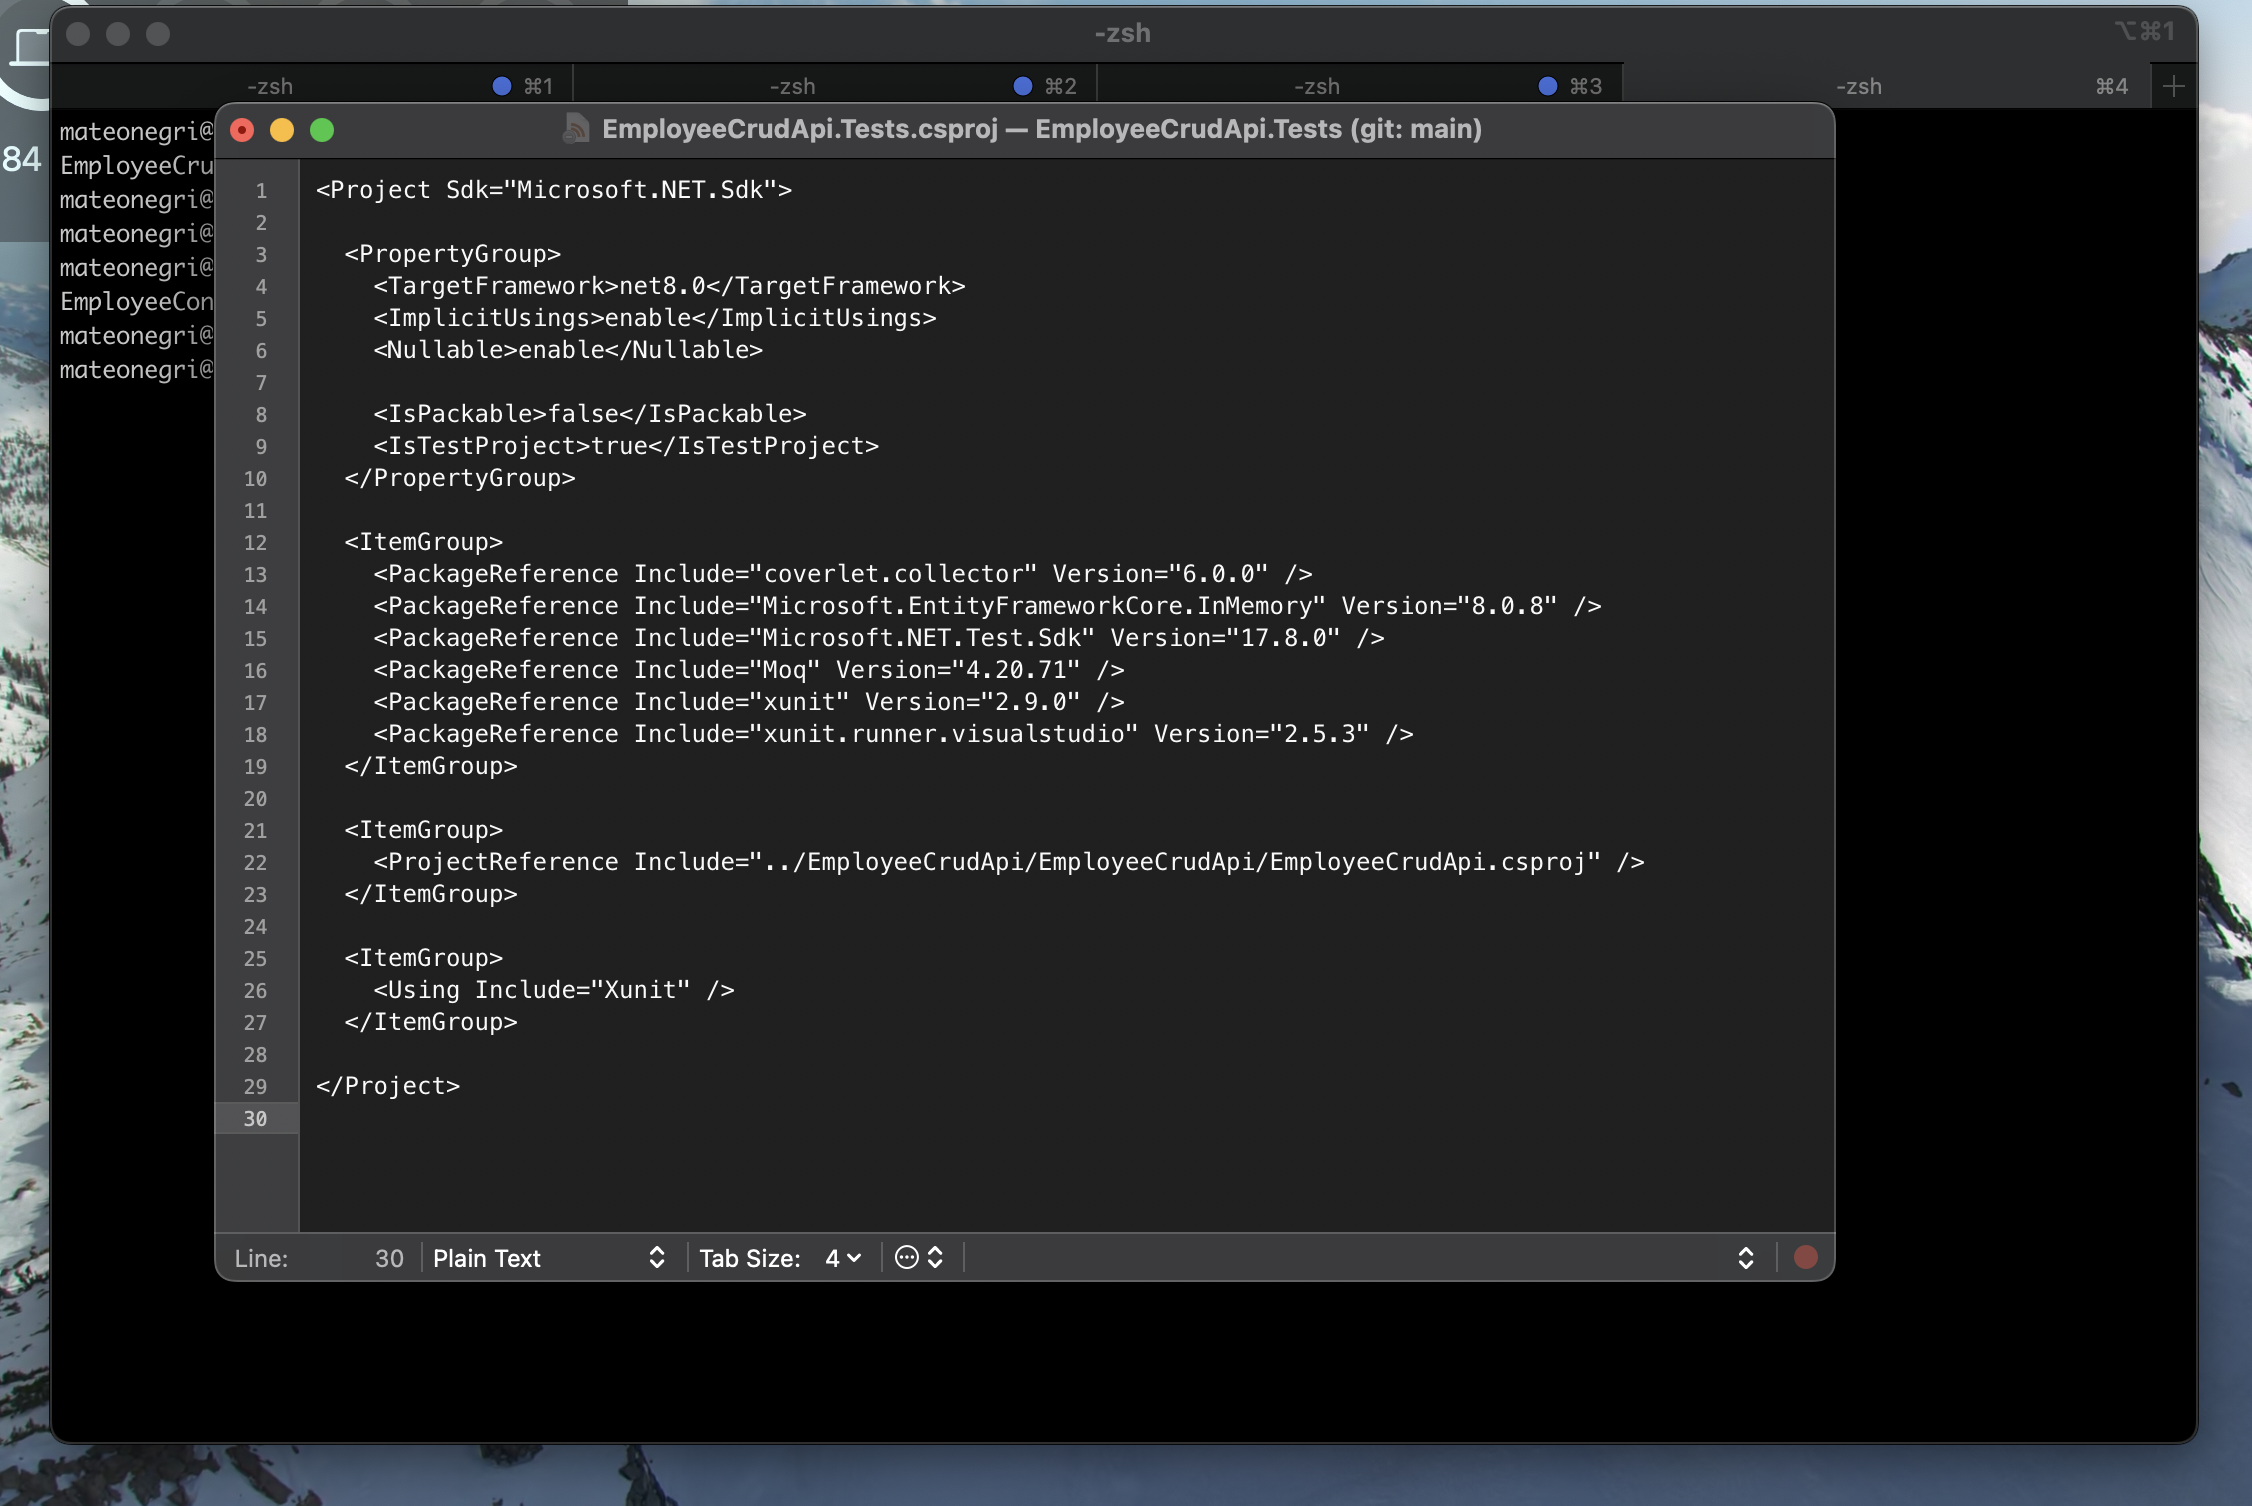 -zsh
⌥⌘1
-zsh ⌘1
-zsh ⌘2
-zsh ⌘3
-zsh ⌘4
84
mateonegri@
EmployeeCru
mateonegri@
mateonegri@
mateonegri@
EmployeeCon
mateonegri@
mateonegri@
EmployeeCrudApi.Tests.csproj — EmployeeCrudApi.Tests (git: main)
1 <Project Sdk="Microsoft.NET.Sdk">
2
3 <PropertyGroup>
4 <TargetFramework>net8.0</TargetFramework>
5 <ImplicitUsings>enable</ImplicitUsings>
6 <Nullable>enable</Nullable>
7
8 <IsPackable>false</IsPackable>
9 <IsTestProject>true</IsTestProject>
10 </PropertyGroup>
11
12 <ItemGroup>
13 <PackageReference Include="coverlet.collector" Version="6.0.0" />
14 <PackageReference Include="Microsoft.EntityFrameworkCore.InMemory" Version="8.0.8" />
15 <PackageReference Include="Microsoft.NET.Test.Sdk" Version="17.8.0" />
16 <PackageReference Include="Moq" Version="4.20.71" />
17 <PackageReference Include="xunit" Version="2.9.0" />
18 <PackageReference Include="xunit.runner.visualstudio" Version="2.5.3" />
19 </ItemGroup>
20
21 <ItemGroup>
22 <ProjectReference Include="../EmployeeCrudApi/EmployeeCrudApi/EmployeeCrudApi.csproj" />
23 </ItemGroup>
24
25 <ItemGroup>
26 <Using Include="Xunit" />
27 </ItemGroup>
28
29 </Project>
30
Line: 30 Plain Text Tab Size: 4